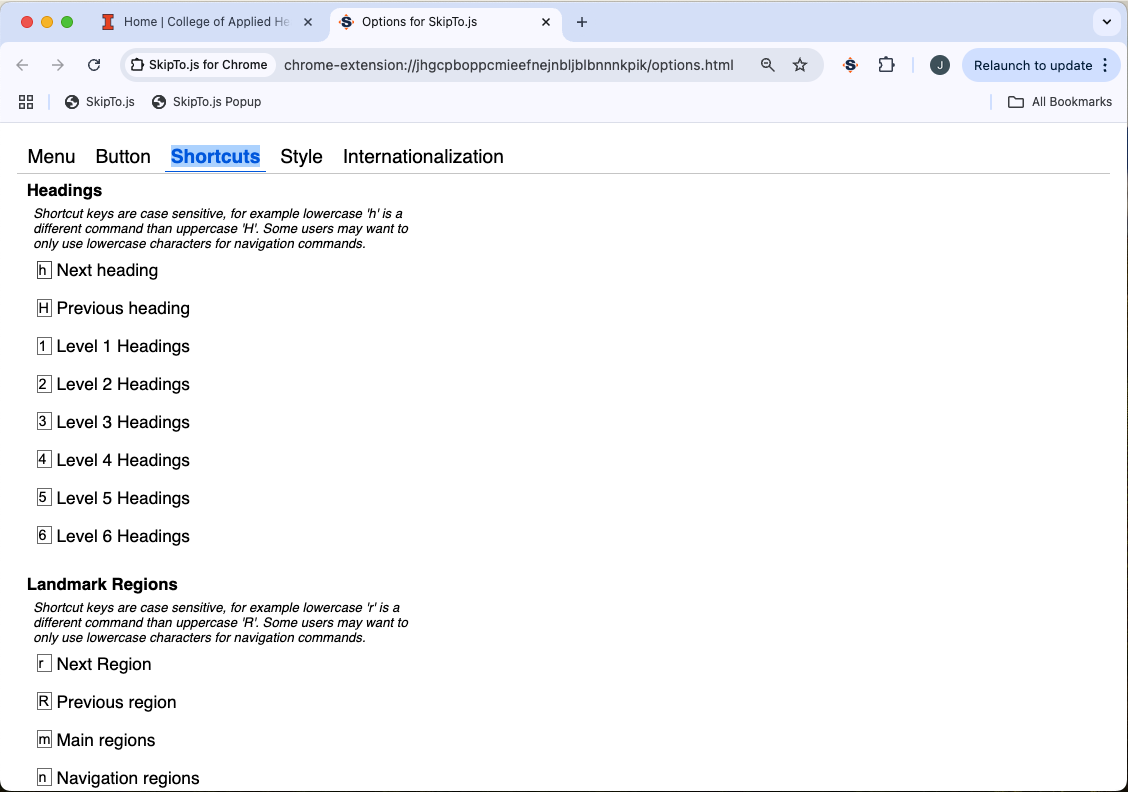 Home | College of Applied He
Options for SkipTo.js
SkipTo.js for Chrome
chrome-extension://jhgcpboppcmieefnejnbljblbnnnkpik/options.html
J
Relaunch to update
SkipTo.js
SkipTo.js Popup
All Bookmarks
Menu
Button
Shortcuts
Style
Internationalization
Headings
Shortcut keys are case sensitive, for example lowercase 'h' is a
different command than uppercase 'H'. Some users may want to
only use lowercase characters for navigation commands.
h Next heading
H Previous heading
1 Level 1 Headings
2 Level 2 Headings
3 Level 3 Headings
4 Level 4 Headings
5 Level 5 Headings
6 Level 6 Headings
Landmark Regions
Shortcut keys are case sensitive, for example lowercase 'r' is a
different command than uppercase 'R'. Some users may want to
only use lowercase characters for navigation commands.
r Next Region
R Previous region
m Main regions
n Navigation regions